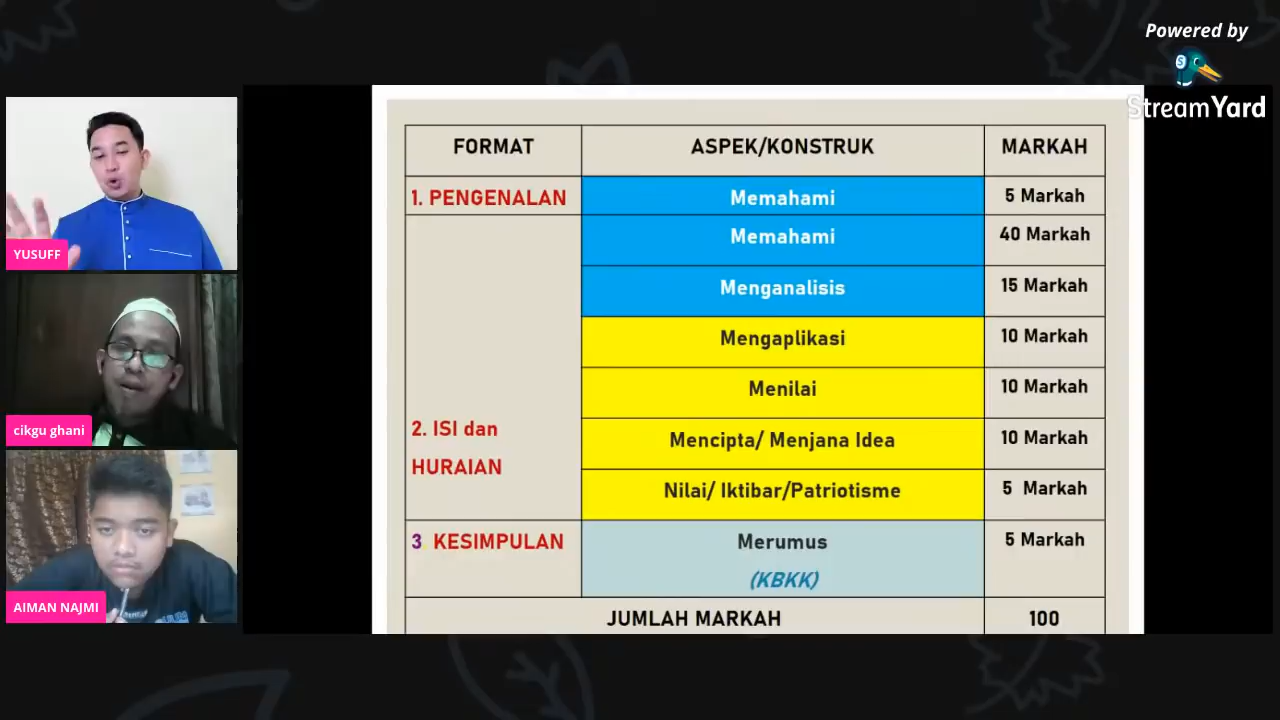 Powered by
StreamYard
YUSUFF
cikgu ghani
AIMAN NAJMI
FORMAT ASPEK/KONSTRUK MARKAH
1. PENGENALAN Memahami 5 Markah
Memahami 40 Markah
Menganalisis 15 Markah
Mengaplikasi 10 Markah
Menilai 10 Markah
2. ISI dan
HURAIAN
Mencipta/ Menjana Idea 10 Markah
Nilai/ Iktibar/Patriotisme 5 Markah
3. KESIMPULAN Merumus 5 Markah
(KBKK)
JUMLAH MARKAH 100